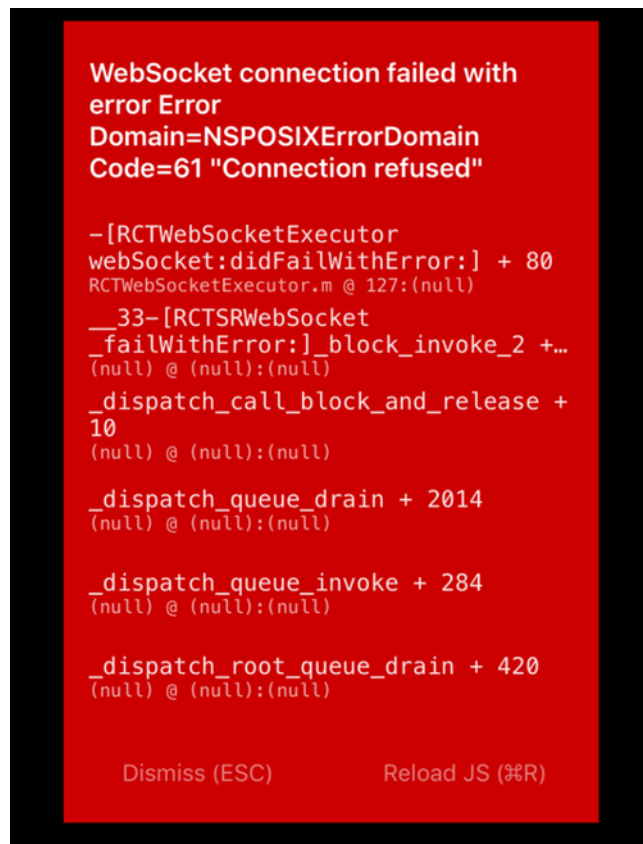 WebSocket connection failed with
error Error
Domain=NSPOSIXErrorDomain
Code=61 "Connection refused"
-[RCTWebSocketExecutor
webSocket:didFailWithError:] + 80
RCTWebSocketExecutor.m @ 127:(null)
__33-[RCTSRWebSocket
_failWithError:]_block_invoke_2 +…
(null) @ (null):(null)
_dispatch_call_block_and_release +
10
(null) @ (null):(null)
_dispatch_queue_drain + 2014
(null) @ (null):(null)
_dispatch_queue_invoke + 284
(null) @ (null):(null)
_dispatch_root_queue_drain + 420
(null) @ (null):(null)
Dismiss (ESC) Reload JS (⌘R)